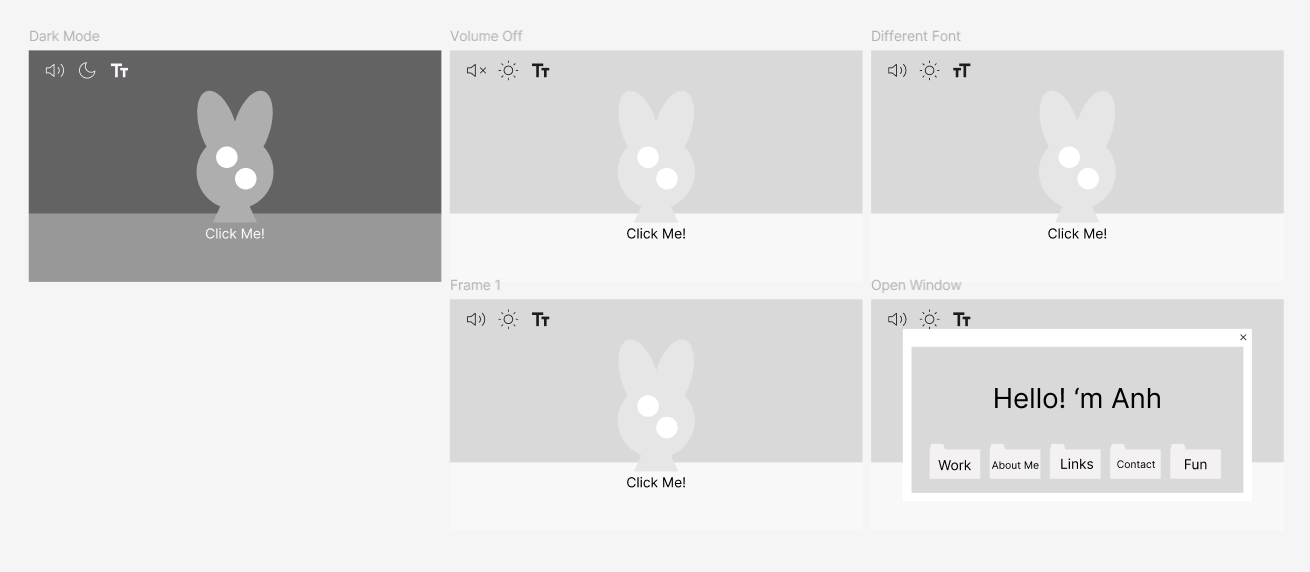 Dark Mode
Volume Off
Different Font
Tт
Tт
тT
Click Me!
Click Me!
Click Me!
Frame 1
Open Window
Tт
Tт
Click Me!
Hello! ‘m Anh
Work
About Me
Links
Contact
Fun